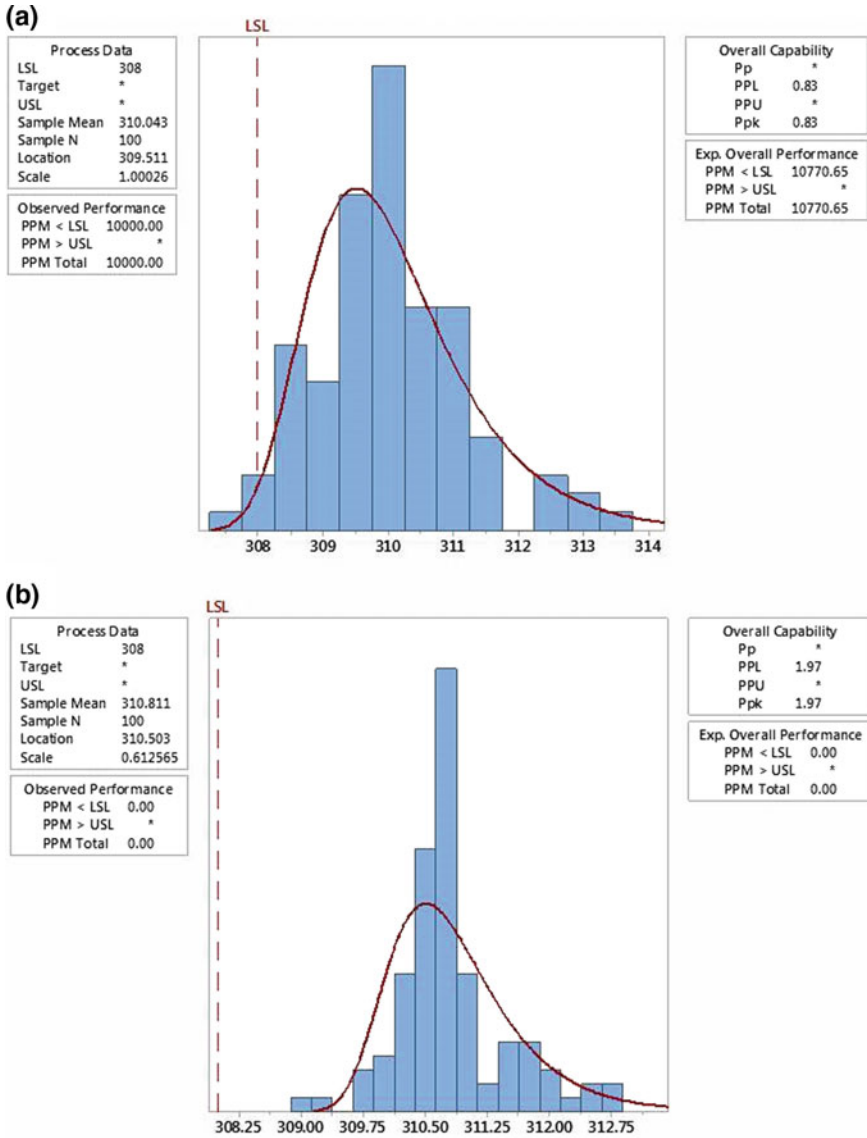 (a)
LSL
Process Data
LSL 308
Target *
USL *
Sample Mean 310.043
Sample N 100
Location 309.511
Scale 1.00026
Observed Performance
PPM < LSL 10000.00
PPM > USL *
PPM Total 10000.00
Overall Capability
Pp *
PPL 0.83
PPU *
Ppk 0.83
Exp. Overall Performance
PPM < LSL 10770.65
PPM > USL *
PPM Total 10770.65
308 309 310 311 312 313 314
(b)
LSL
Process Data
LSL 308
Target *
USL *
Sample Mean 310.811
Sample N 100
Location 310.503
Scale 0.612565
Observed Performance
PPM < LSL 0.00
PPM > USL *
PPM Total 0.00
Overall Capability
Pp *
PPL 1.97
PPU *
Ppk 1.97
Exp. Overall Performance
PPM < LSL 0.00
PPM > USL *
PPM Total 0.00
308.25 309.00 309.75 310.50 311.25 312.00 312.75